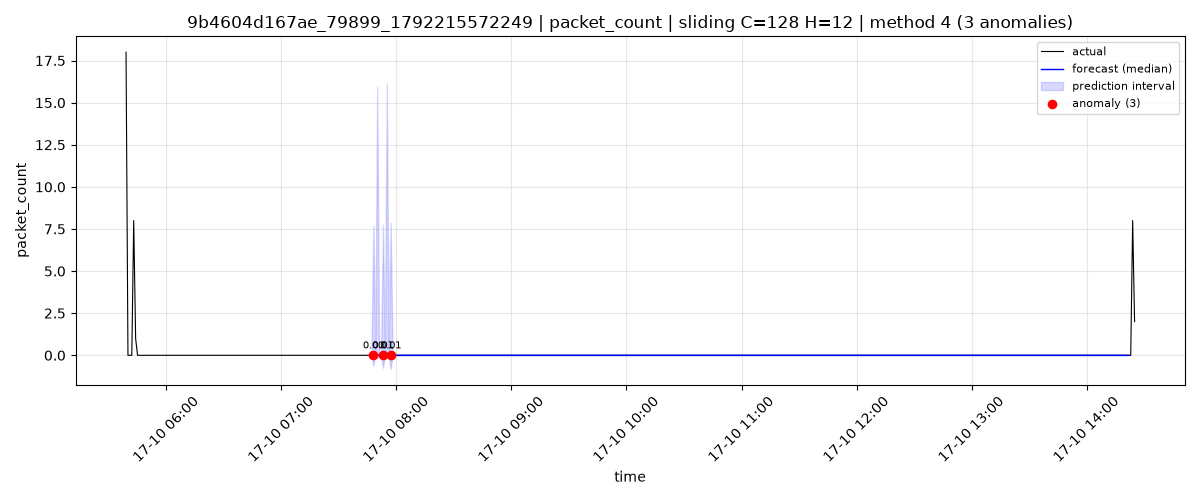 9b4604d167ae_79899_1792215572249 | packet_count | sliding C=128 H=12 | method 4 (3 anomalies)
actual
forecast (median)
prediction interval
anomaly (3)
packet_count
17.5
15.0
12.5
10.0
7.5
5.0
2.5
0.0
17-10 06:00
17-10 07:00
17-10 08:00
17-10 09:00
17-10 10:00
17-10 11:00
17-10 12:00
17-10 13:00
17-10 14:00
time